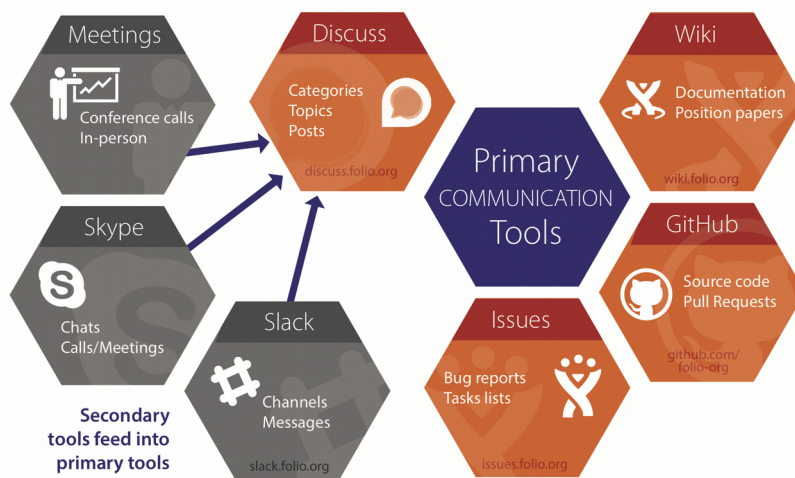 Meetings
Conference calls
In-person
Discuss
Categories
Topics
Posts
discuss.folio.org
Wiki
Documentation
Position papers
wiki.folio.org
Primary
COMMUNICATION
Tools
Skype
S
Chats
Calls/Meetings
GitHub
Source code
Pull Requests
github.com/
folio-org
Slack
Channels
Messages
slack.folio.org
Issues
Bug reports
Tasks lists
issues.folio.org
Secondary
tools feed into
primary tools